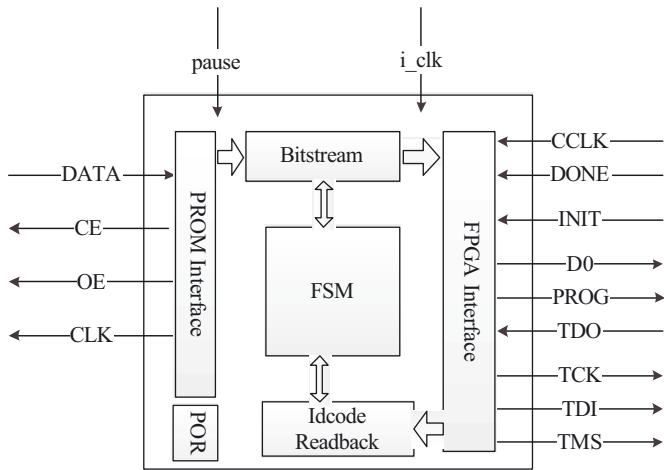 pause
i_clk
DATA
CE
OE
CLK
PROM Interface
POR
Bitstream
FSM
Idcode
Readback
FPGA Interface
CCLK
DONE
INIT
D0
PROG
TDO
TCK
TDI
TMS